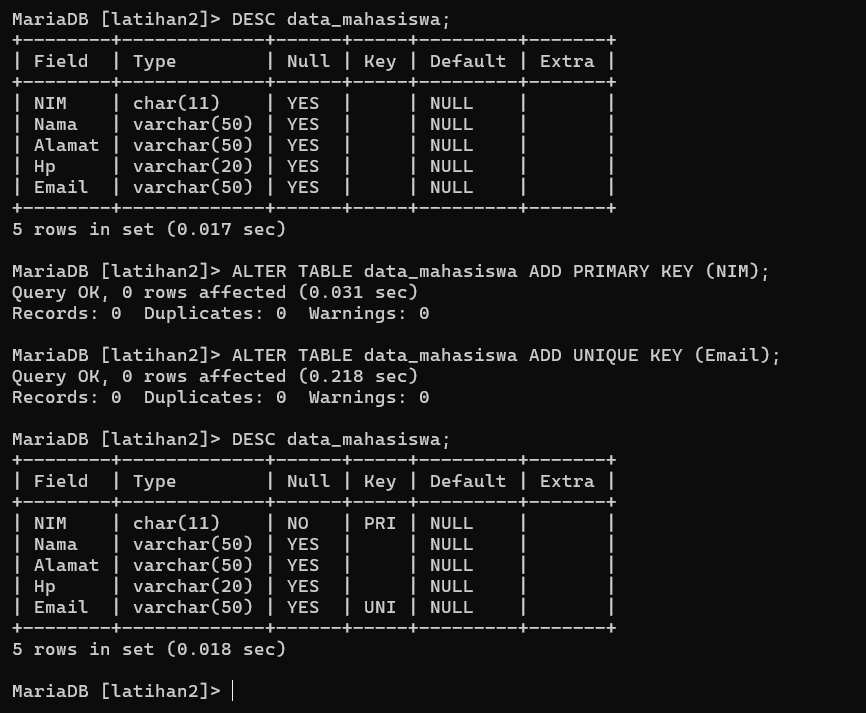 MariaDB [latihan2]> DESC data_mahasiswa;
+--------+-------------+------+-----+---------+-------+
| Field  | Type        | Null | Key | Default | Extra |
+--------+-------------+------+-----+---------+-------+
| NIM    | char(11)    | YES  |     | NULL    |       |
| Nama   | varchar(50) | YES  |     | NULL    |       |
| Alamat | varchar(50) | YES  |     | NULL    |       |
| Hp     | varchar(20) | YES  |     | NULL    |       |
| Email  | varchar(50) | YES  |     | NULL    |       |
+--------+-------------+------+-----+---------+-------+
5 rows in set (0.017 sec)

MariaDB [latihan2]> ALTER TABLE data_mahasiswa ADD PRIMARY KEY (NIM);
Query OK, 0 rows affected (0.031 sec)
Records: 0  Duplicates: 0  Warnings: 0

MariaDB [latihan2]> ALTER TABLE data_mahasiswa ADD UNIQUE KEY (Email);
Query OK, 0 rows affected (0.218 sec)
Records: 0  Duplicates: 0  Warnings: 0

MariaDB [latihan2]> DESC data_mahasiswa;
+--------+-------------+------+-----+---------+-------+
| Field  | Type        | Null | Key | Default | Extra |
+--------+-------------+------+-----+---------+-------+
| NIM    | char(11)    | NO   | PRI | NULL    |       |
| Nama   | varchar(50) | YES  |     | NULL    |       |
| Alamat | varchar(50) | YES  |     | NULL    |       |
| Hp     | varchar(20) | YES  |     | NULL    |       |
| Email  | varchar(50) | YES  | UNI | NULL    |       |
+--------+-------------+------+-----+---------+-------+
5 rows in set (0.018 sec)

MariaDB [latihan2]>